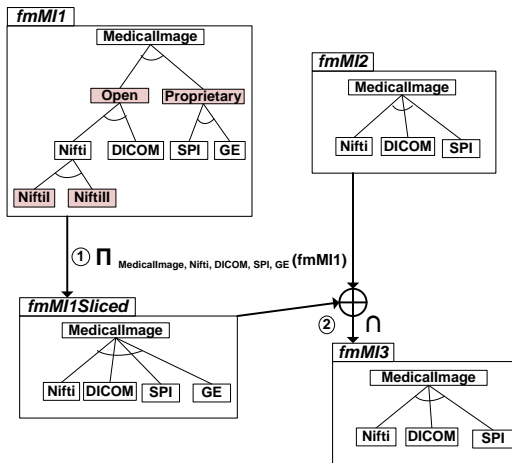 fmMI1
MedicalImage
Open Proprietary
Nifti DICOM SPI GE
NiftiI NiftiII
fmMI2
MedicalImage
Nifti DICOM SPI
1 Π MedicalImage, Nifti, DICOM, SPI, GE (fmMI1)
fmMI1Sliced
MedicalImage
Nifti DICOM SPI GE
2 ∩
fmMI3
MedicalImage
Nifti DICOM SPI